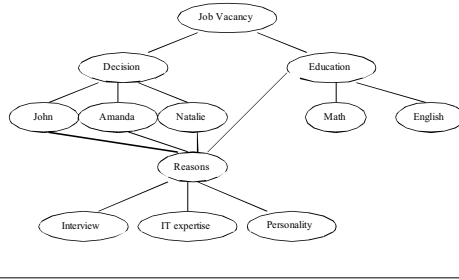 Job Vacancy
Decision
Education
John
Amanda
Natalie
Math
English
Reasons
Interview
IT expertise
Personality